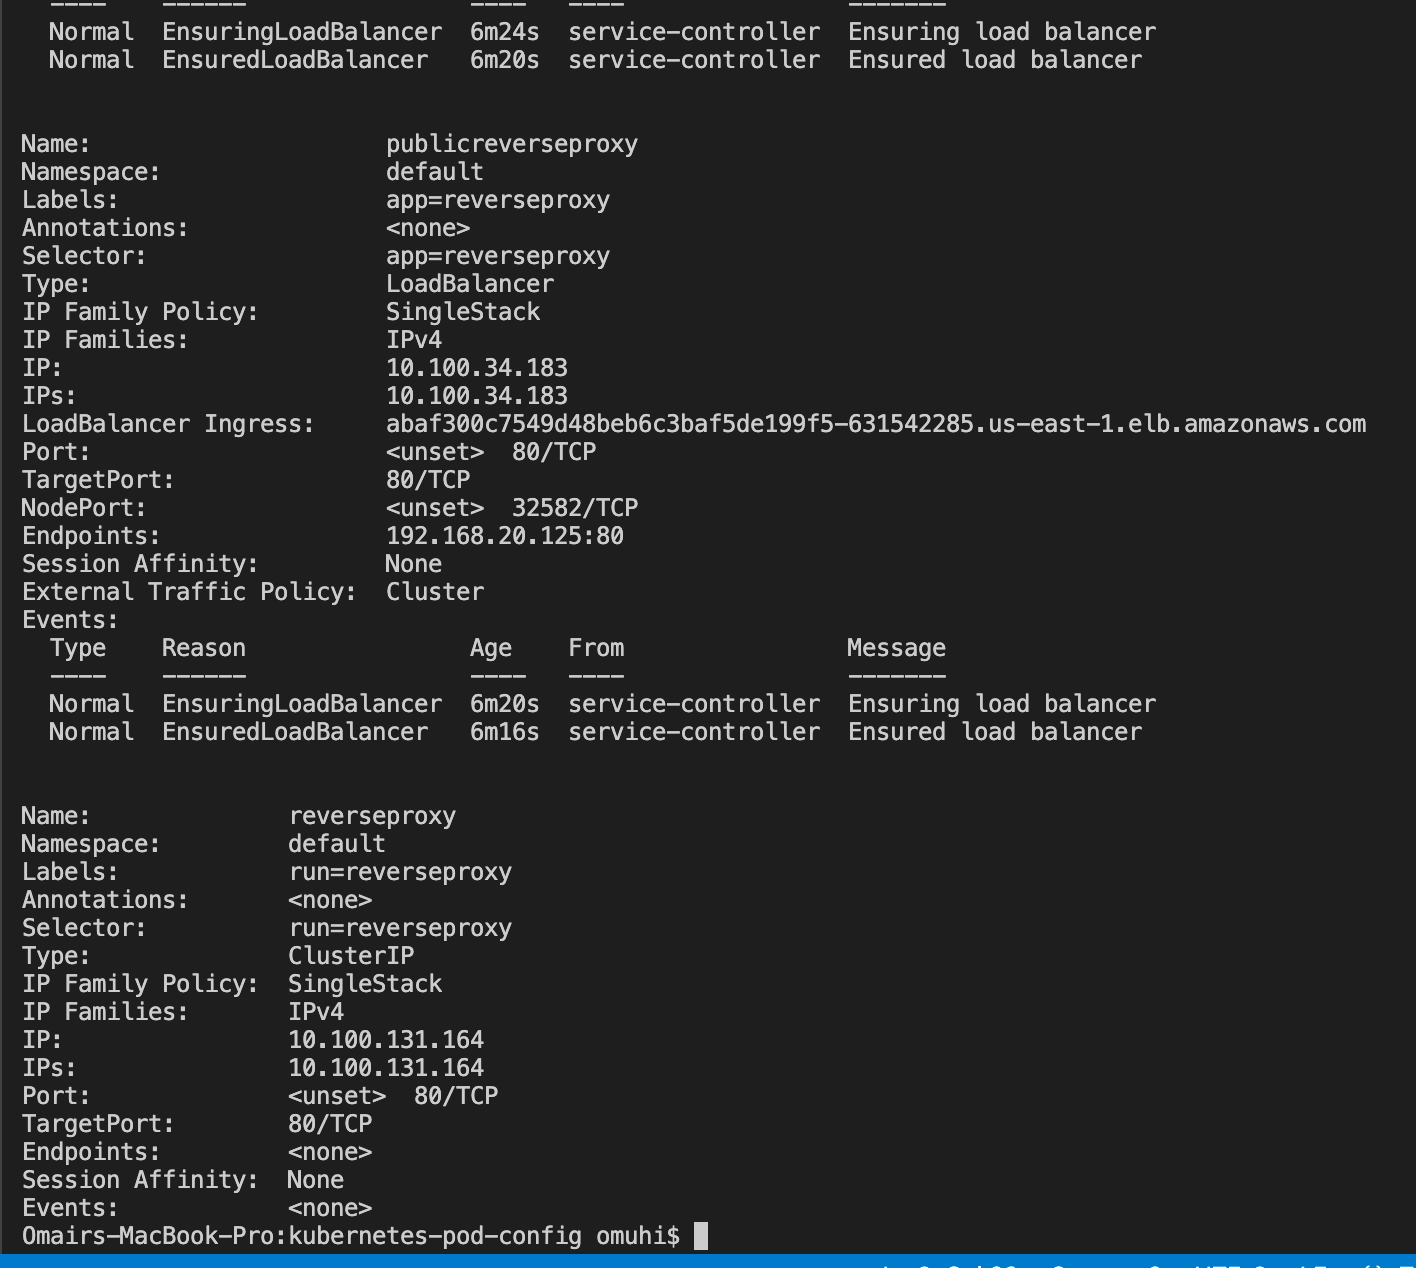 ----  ------                ----  ----                -------
Normal  EnsuringLoadBalancer  6m24s  service-controller  Ensuring load balancer
Normal  EnsuredLoadBalancer   6m20s  service-controller  Ensured load balancer
Name:                     publicreverseproxy
Namespace:                default
Labels:                   app=reverseproxy
Annotations:              <none>
Selector:                 app=reverseproxy
Type:                     LoadBalancer
IP Family Policy:         SingleStack
IP Families:              IPv4
IP:                       10.100.34.183
IPs:                      10.100.34.183
LoadBalancer Ingress:     abaf300c7549d48beb6c3baf5de199f5-631542285.us-east-1.elb.amazonaws.com
Port:                     <unset>  80/TCP
TargetPort:               80/TCP
NodePort:                 <unset>  32582/TCP
Endpoints:                192.168.20.125:80
Session Affinity:         None
External Traffic Policy:  Cluster
Events:
Type    Reason                Age    From                Message
----    ------                ----   ----                -------
Normal  EnsuringLoadBalancer  6m20s  service-controller  Ensuring load balancer
Normal  EnsuredLoadBalancer   6m16s  service-controller  Ensured load balancer
Name:              reverseproxy
Namespace:         default
Labels:            run=reverseproxy
Annotations:       <none>
Selector:          run=reverseproxy
Type:              ClusterIP
IP Family Policy:  SingleStack
IP Families:       IPv4
IP:                10.100.131.164
IPs:               10.100.131.164
Port:              <unset>  80/TCP
TargetPort:        80/TCP
Endpoints:         <none>
Session Affinity:  None
Events:            <none>
Omairs-MacBook-Pro:kubernetes-pod-config omuhi$